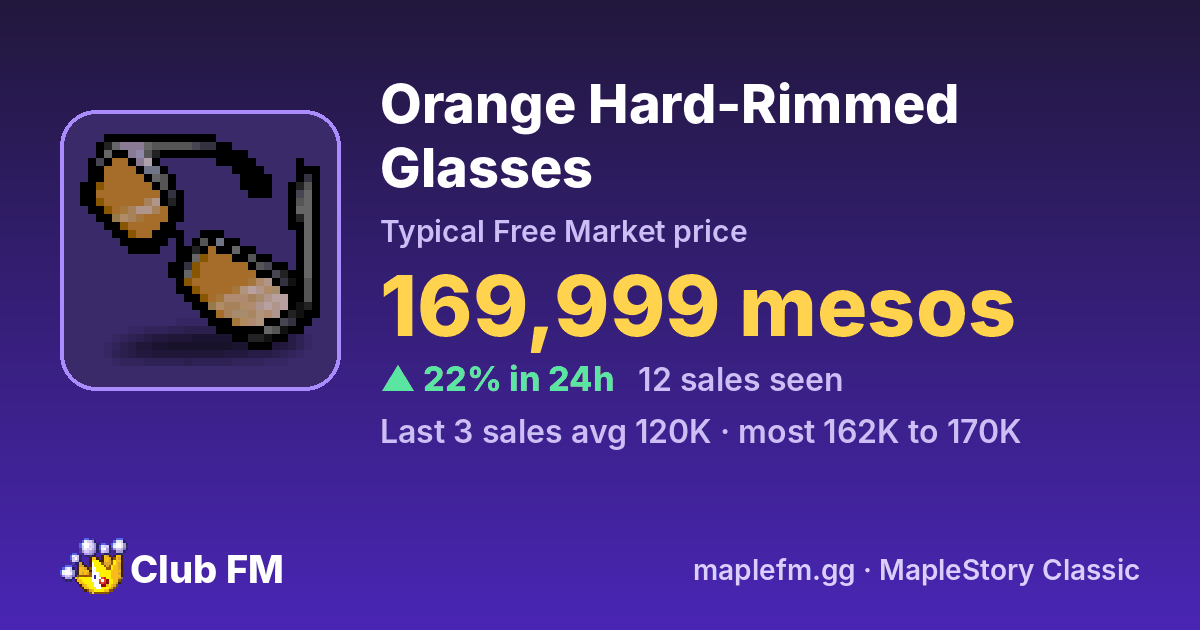 Orange Hard-Rimmed
Glasses
Typical Free Market price
169,999 mesos
▲ 22% in 24h 12 sales seen
Last 3 sales avg 120K · most 162K to 170K
Club FM
maplefm.gg · MapleStory Classic